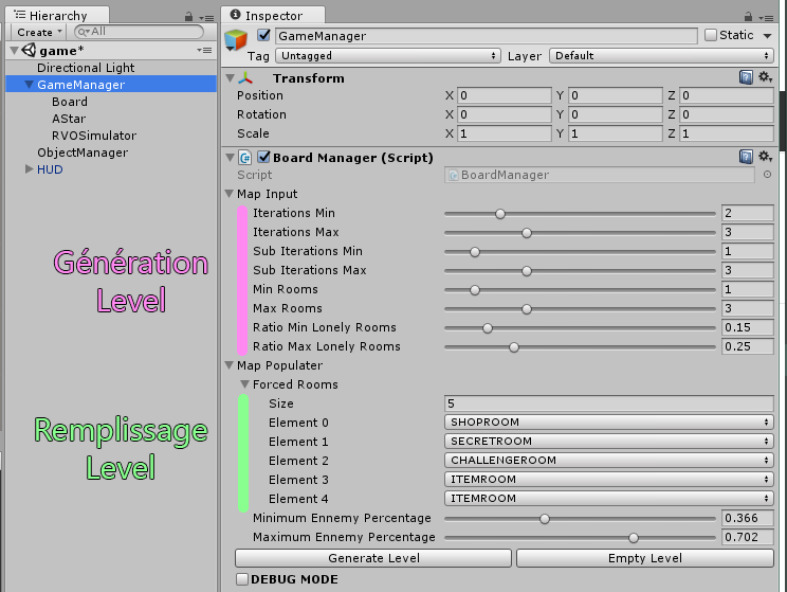 Hierarchy
Create
All
game*
Directional Light
GameManager
Board
AStar
RVOSimulator
ObjectManager
HUD
Génération
Level
Remplissage
Level
Inspector
GameManager Static
Tag Untagged Layer Default
Transform
Position X 0 Y 0 Z 0
Rotation X 0 Y 0 Z 0
Scale X 1 Y 1 Z 1
Board Manager (Script)
Script BoardManager
Map Input
Iterations Min 2
Iterations Max 3
Sub Iterations Min 1
Sub Iterations Max 3
Min Rooms 1
Max Rooms 3
Ratio Min Lonely Rooms 0.15
Ratio Max Lonely Rooms 0.25
Map Populater
Forced Rooms
Size 5
Element 0 SHOPROOM
Element 1 SECRETROOM
Element 2 CHALLENGEROOM
Element 3 ITEMROOM
Element 4 ITEMROOM
Minimum Ennemy Percentage 0.366
Maximum Ennemy Percentage 0.702
Generate Level Empty Level
DEBUG MODE